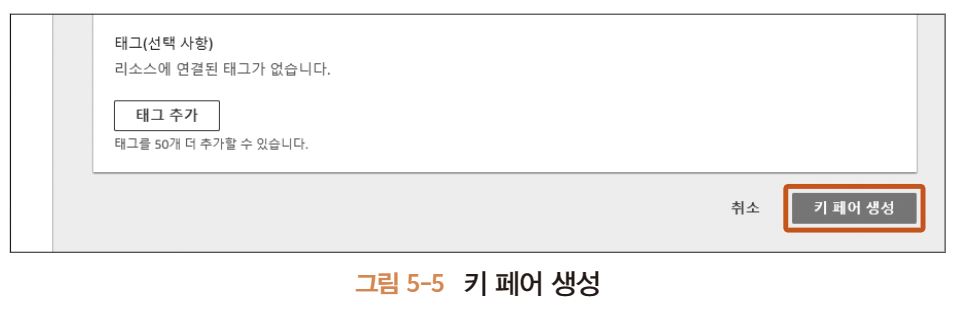 태그(선택 사항)
리소스에 연결된 태그가 없습니다.
태그 추가
태그를 50개 더 추가할 수 있습니다.
취소 키 페어 생성
그림 5-5 키 페어 생성